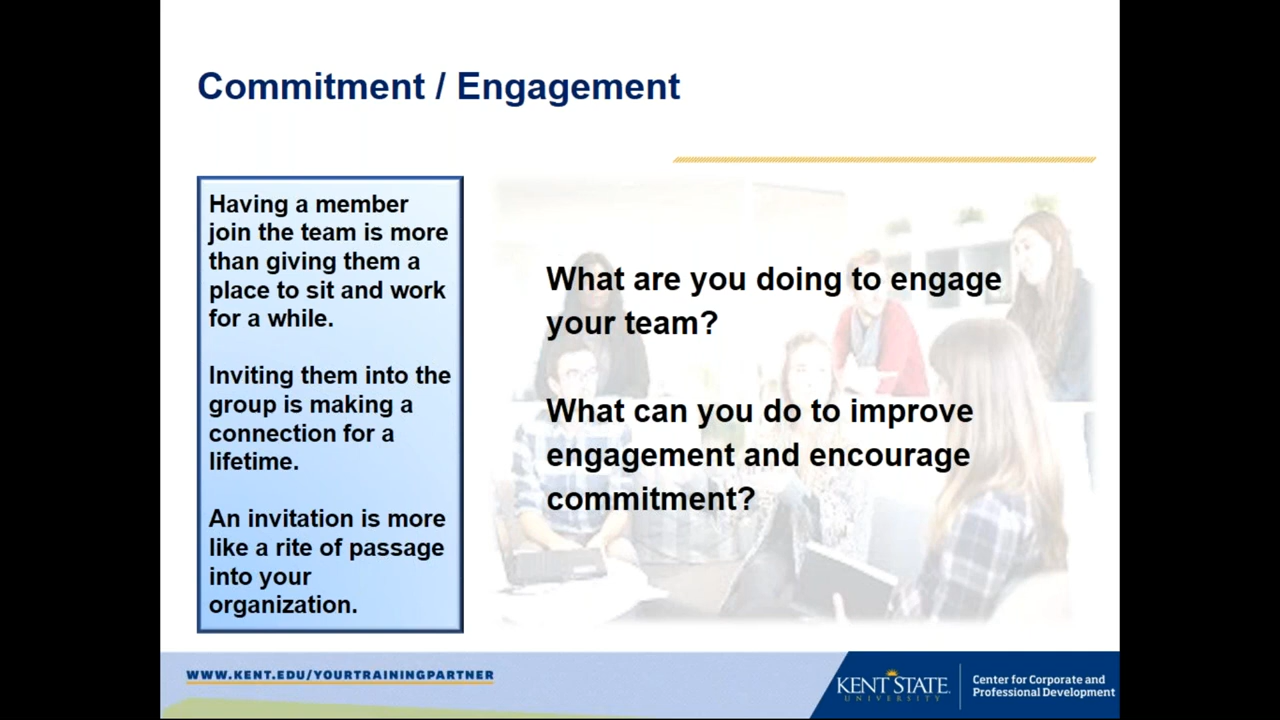 Commitment / Engagement
Having a member
join the team is more
than giving them a
place to sit and work
for a while.
Inviting them into the
group is making a
connection for a
lifetime.
An invitation is more
like a rite of passage
into your
organization.
What are you doing to engage
your team?
What can you do to improve
engagement and encourage
commitment?
WWW.KENT.EDU/YOURTRAININGPARTNER
KENT STATE
UNIVERSITY
Center for Corporate and
Professional Development